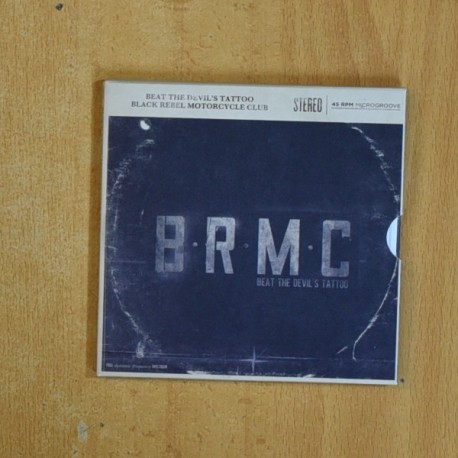 BEAT THE DEVIL'S TATTOO
BLACK REBEL MOTORCYCLE CLUB
STEREO
45 RPM MICROGROOVE
B·R·M·C
BEAT THE DEVIL'S TATTOO